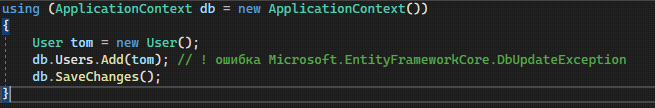 using (ApplicationContext db = new ApplicationContext())
{
    User tom = new User();
    db.Users.Add(tom); // ! ошибка Microsoft.EntityFrameworkCore.DbUpdateException
    db.SaveChanges();
}